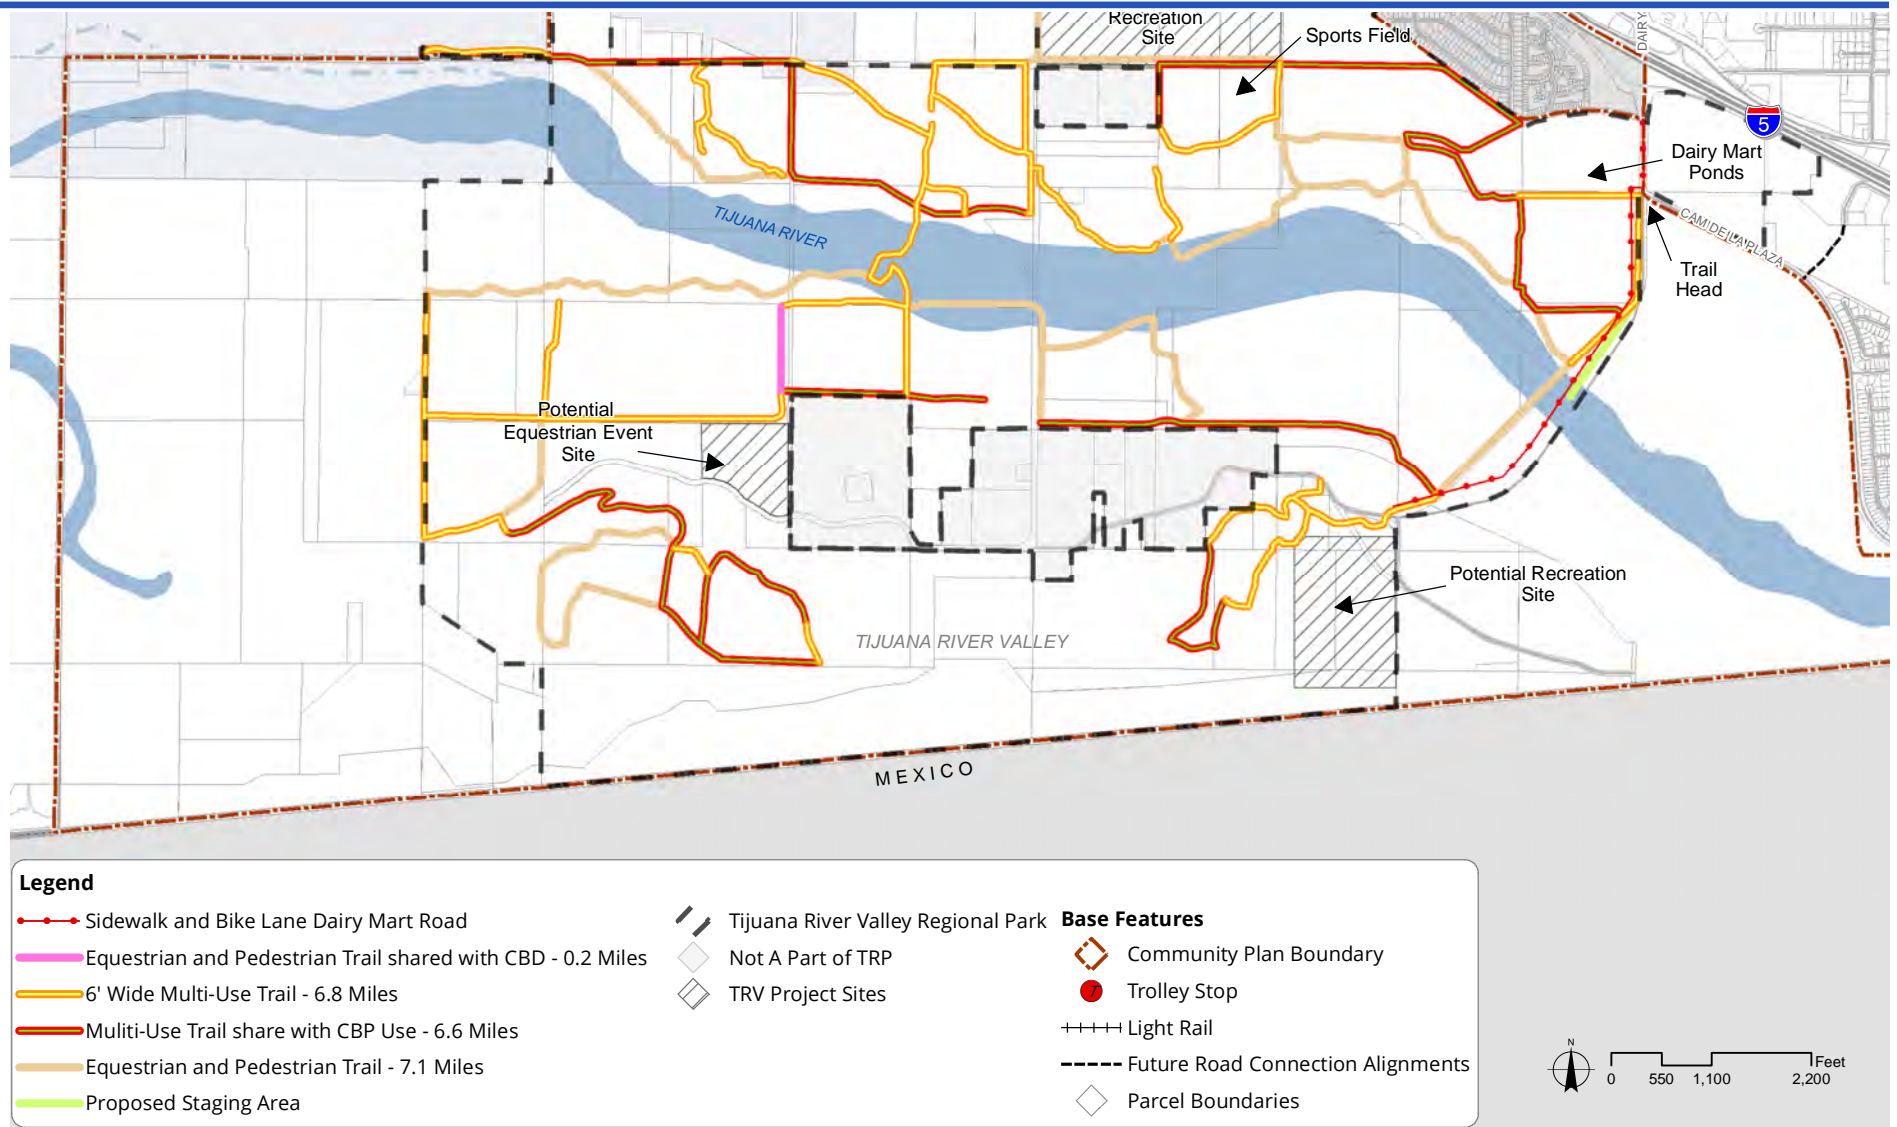 Recreation
Site
Sports Field
DAIRY
5
Dairy Mart
Ponds
CAMI DE LA PLAZA
Trail
Head
TIJUANA RIVER
Potential
Equestrian Event
Site
Potential Recreation
Site
TIJUANA RIVER VALLEY
MEXICO
Legend
Sidewalk and Bike Lane Dairy Mart Road
Equestrian and Pedestrian Trail shared with CBD - 0.2 Miles
6' Wide Multi-Use Trail - 6.8 Miles
Muliti-Use Trail share with CBP Use - 6.6 Miles
Equestrian and Pedestrian Trail - 7.1 Miles
Proposed Staging Area
Tijuana River Valley Regional Park
Not A Part of TRP
TRV Project Sites
Base Features
Community Plan Boundary
T
Trolley Stop
Light Rail
Future Road Connection Alignments
Parcel Boundaries
N
Feet
0 550 1,100 2,200